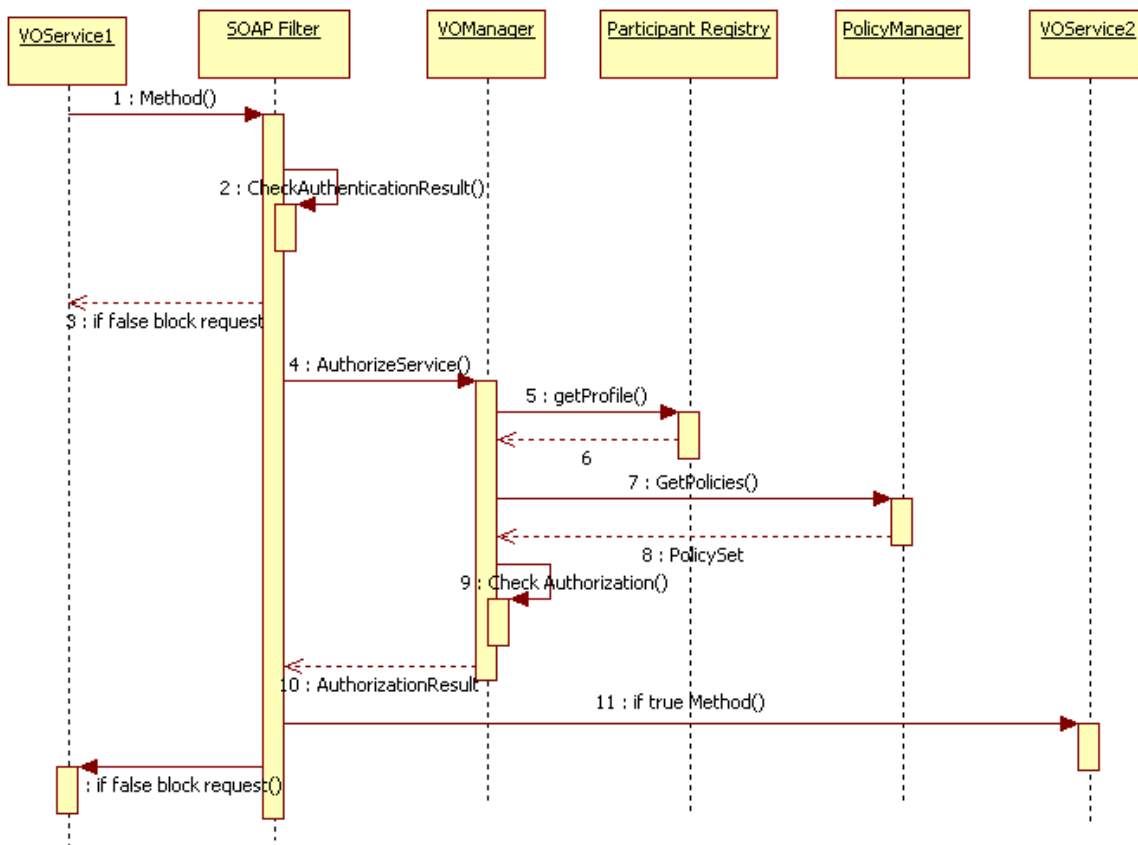 VOService1
SOAP Filter
VOManager
Participant Registry
PolicyManager
VOService2
1 : Method()
2 : CheckAuthenticationResult()
3 : if false block request
4 : AuthorizeService()
5 : getProfile()
6
7 : GetPolicies()
8 : PolicySet
9 : Check Authorization()
10 : AuthorizationResult
11 : if true Method()
: if false block request()